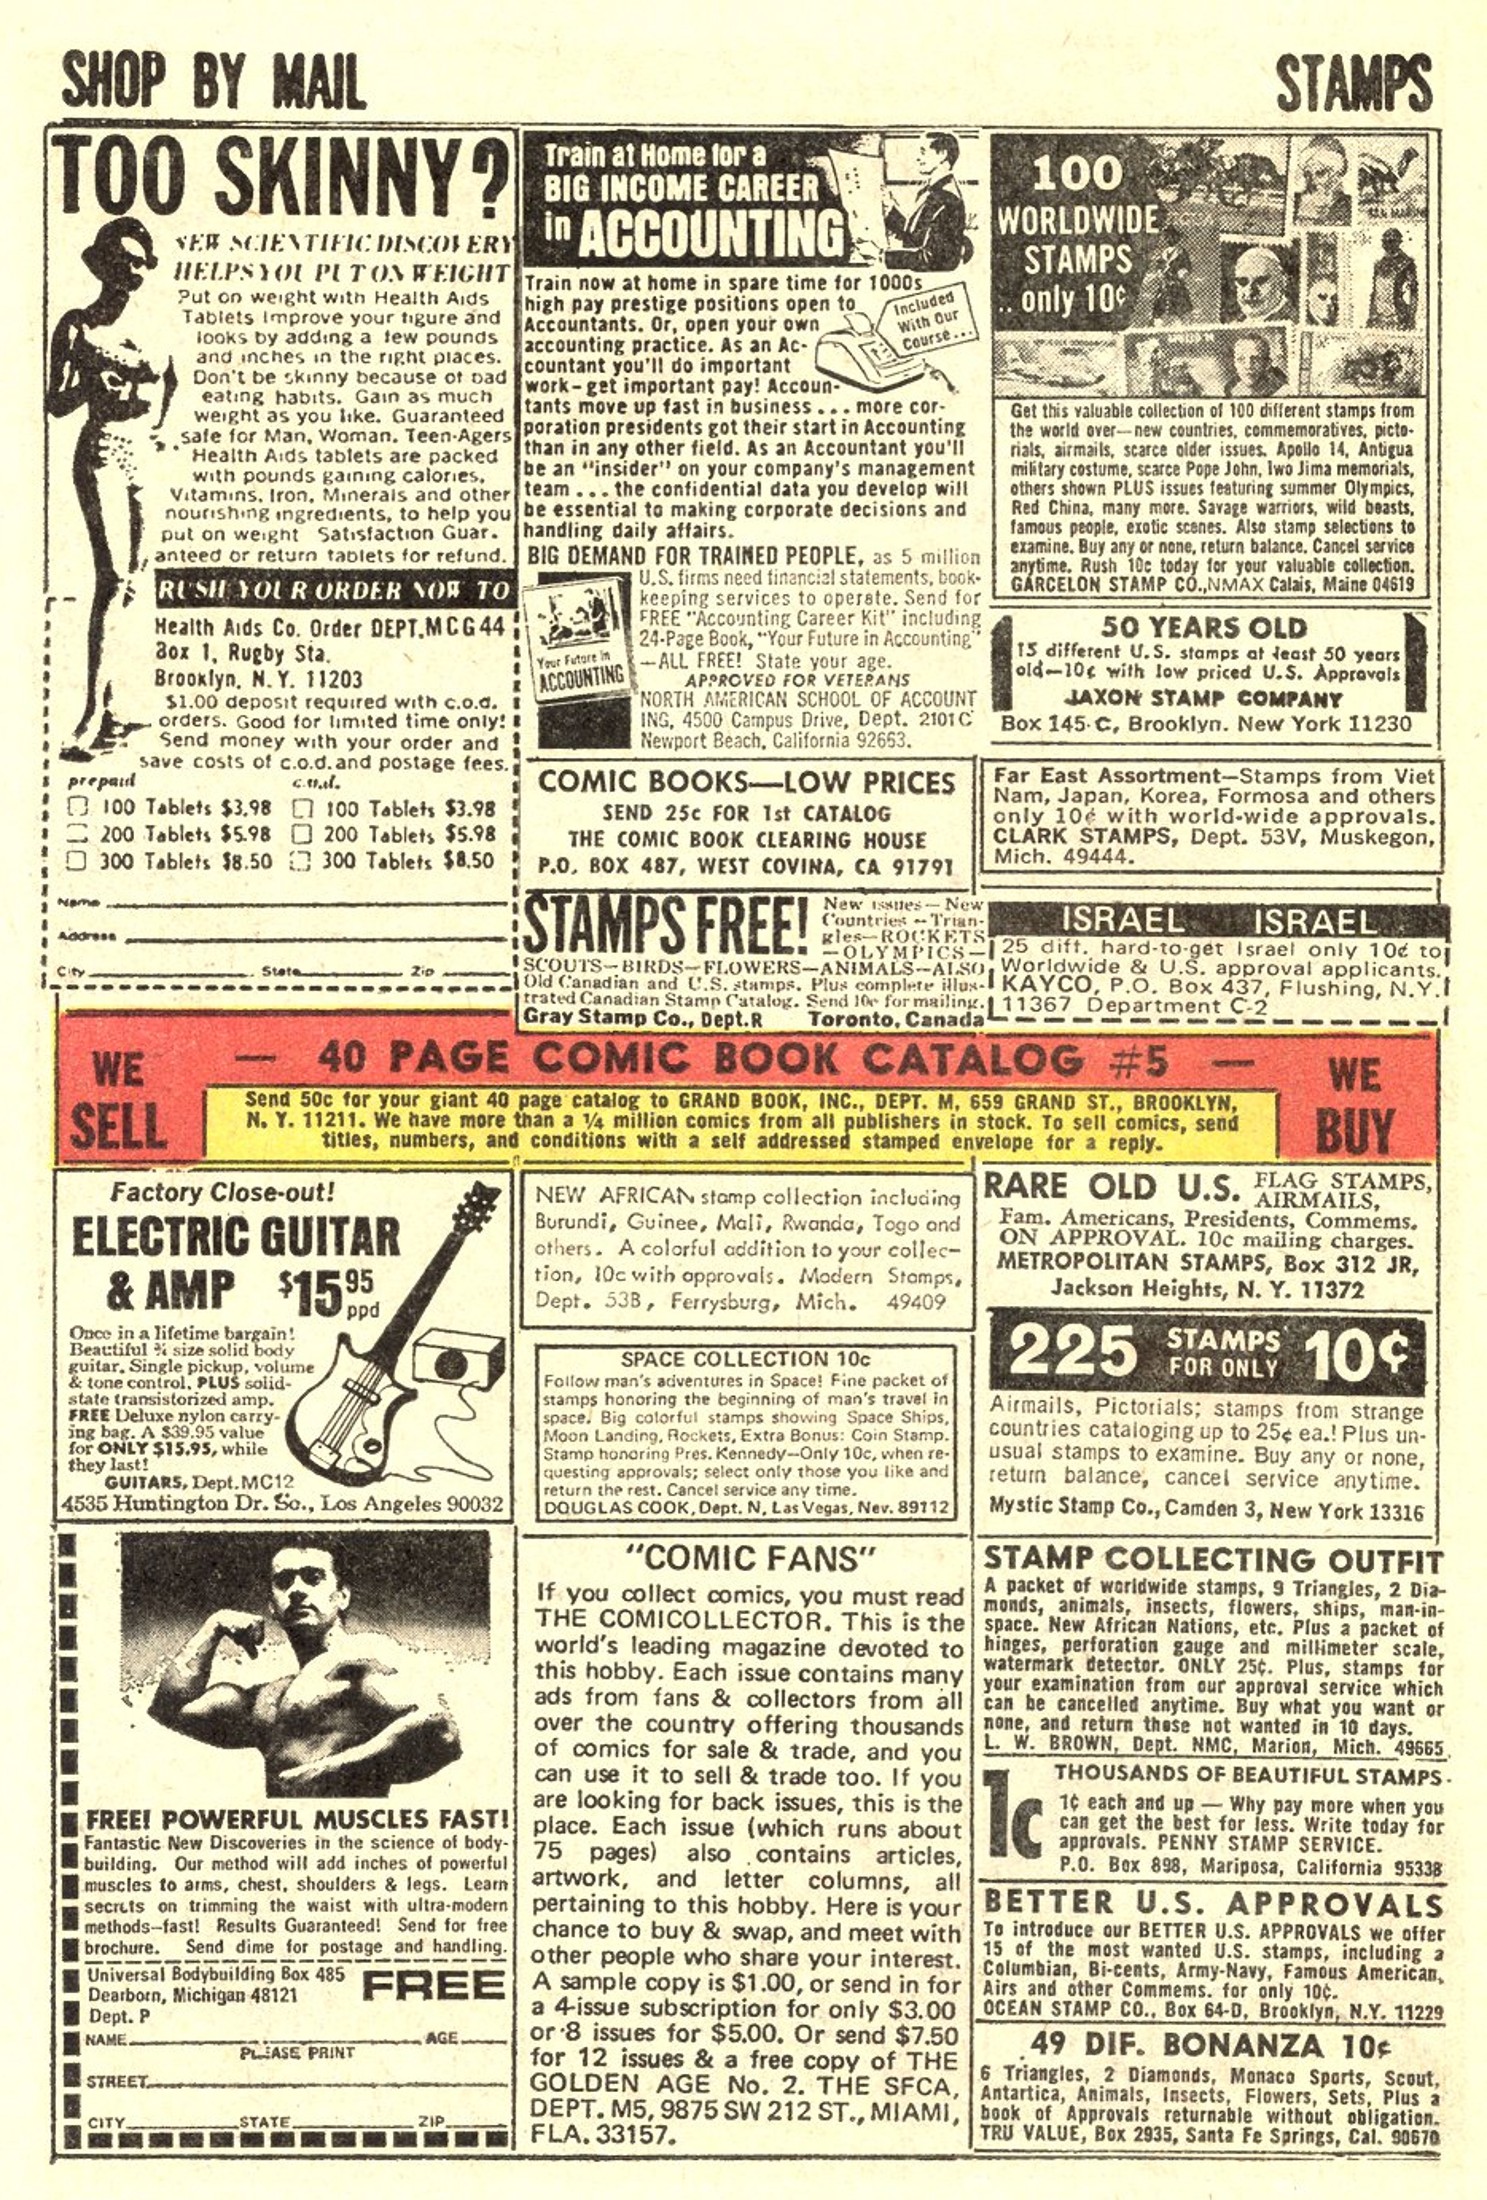 SHOP BY MAIL
STAMPS
TOO SKINNY?
NEW SCIENTIFIC DISCOVERY
HELPS YOU PUT ON WEIGHT
Put on weight with Health Aids
Tablets Improve your figure and
looks by adding a few pounds
and inches in the right places.
Don't be skinny because of bad
eating habits. Gain as much
weight as you like. Guaranteed
safe for Man, Woman, Teen-Agers
Health Aids tablets are packed
with pounds gaining calories,
Vitamins, Iron, Minerals and other
nourishing ingredients, to help you
put on weight Satisfaction Guar.
anteed or return tablets for refund.
RUSH YOUR ORDER NOW TO
Health Aids Co. Order DEPT.MCG44
Box 1, Rugby Sta.
Brooklyn, N.Y. 11203
$1.00 deposit required with c.o.d.
orders. Good for limited time only!
Send money with your order and
save costs of c.o.d. and postage fees.
prepaid c.o.d.
100 Tablets $3.98 100 Tablets $3.98
200 Tablets $5.98 200 Tablets $5.98
300 Tablets $8.50 300 Tablets $8.50
Name
Address
City State Zip
Train at Home for a
BIG INCOME CAREER
in ACCOUNTING
Train now at home in spare time for 1000s
high pay prestige positions open to
Accountants. Or, open your own
accounting practice. As an Ac-
countant you'll do important
work-get important pay! Accoun-
tants move up fast in business ... more cor-
poration presidents got their start in Accounting
than in any other field. As an Accountant you'll
be an "insider" on your company's management
team ... the confidential data you develop will
be essential to making corporate decisions and
handling daily affairs.
Included
With Our
Course...
BIG DEMAND FOR TRAINED PEOPLE, as 5 million
U.S. firms need financial statements, book-
keeping services to operate. Send for
FREE "Accounting Career Kit" including
24-Page Book, "Your Future in Accounting"
—ALL FREE! State your age.
APPROVED FOR VETERANS
NORTH AMERICAN SCHOOL OF ACCOUNT
ING, 4500 Campus Drive, Dept. 2101C
Newport Beach, California 92663.
Your Future in
ACCOUNTING
100
WORLDWIDE
STAMPS
.. only 10¢
SAN MARINO
Get this valuable collection of 100 different stamps from
the world over—new countries, commemoratives, picto-
rials, airmails, scarce older issues. Apollo 14, Antigua
military costume, scarce Pope John, Iwo Jima memorials,
others shown PLUS issues featuring summer Olympics,
Red China, many more. Savage warriors, wild beasts,
famous people, exotic scenes. Also stamp selections to
examine. Buy any or none, return balance. Cancel service
anytime. Rush 10c today for your valuable collection.
GARCELON STAMP CO.,NMAX Calais, Maine 04619
50 YEARS OLD
15 different U.S. stamps at least 50 years
old—10¢ with low priced U.S. Approvals
JAXON STAMP COMPANY
Box 145-C, Brooklyn. New York 11230
COMIC BOOKS—LOW PRICES
SEND 25c FOR 1st CATALOG
THE COMIC BOOK CLEARING HOUSE
P.O. BOX 487, WEST COVINA, CA 91791
Far East Assortment—Stamps from Viet
Nam, Japan, Korea, Formosa and others
only 10¢ with world-wide approvals.
CLARK STAMPS, Dept. 53V, Muskegon,
Mich. 49444.
STAMPS FREE!
New issues—New
Countries—Trian-
gles—ROCKETS
—OLYMPICS—
SCOUTS—BIRDS—FLOWERS—ANIMALS—ALSO
Old Canadian and U.S. stamps. Plus complete illus-
trated Canadian Stamp Catalog. Send 10c for mailing.
Gray Stamp Co., Dept.R Toronto, Canada
ISRAEL ISRAEL
25 diff. hard-to-get Israel only 10¢ to
Worldwide & U.S. approval applicants.
KAYCO, P.O. Box 437, Flushing, N.Y.
11367 Department C-2
WE
SELL
— 40 PAGE COMIC BOOK CATALOG #5 —
Send 50c for your giant 40 page catalog to GRAND BOOK, INC., DEPT. M, 659 GRAND ST., BROOKLYN,
N. Y. 11211. We have more than a ¼ million comics from all publishers in stock. To sell comics, send
titles, numbers, and conditions with a self addressed stamped envelope for a reply.
WE
BUY
Factory Close-out!
ELECTRIC GUITAR
& AMP $15.95 ppd
Once in a lifetime bargain!
Beautiful ¾ size solid body
guitar. Single pickup, volume
& tone control. PLUS solid-
state transistorized amp.
FREE Deluxe nylon carry-
ing bag. A $39.95 value
for ONLY $15.95, while
they last!
GUITARS, Dept.MC12
4535 Huntington Dr. So., Los Angeles 90032
NEW AFRICAN stamp collection including
Burundi, Guinee, Mali, Rwanda, Togo and
others. A colorful addition to your collec-
tion, 10c with approvals. Modern Stamps,
Dept. 53B, Ferrysburg, Mich. 49409
RARE OLD U.S. FLAG STAMPS,
AIRMAILS,
Fam. Americans, Presidents, Commems.
ON APPROVAL. 10c mailing charges.
METROPOLITAN STAMPS, Box 312 JR,
Jackson Heights, N. Y. 11372
SPACE COLLECTION 10c
Follow man's adventures in Space! Fine packet of
stamps honoring the beginning of man's travel in
space. Big colorful stamps showing Space Ships,
Moon Landing, Rockets, Extra Bonus: Coin Stamp.
Stamp honoring Pres. Kennedy—Only 10c, when re-
questing approvals; select only those you like and
return the rest. Cancel service any time.
DOUGLAS COOK, Dept. N, Las Vegas, Nev. 89112
225 STAMPS
FOR ONLY 10¢
Airmails, Pictorials; stamps from strange
countries cataloging up to 25¢ ea.! Plus un-
usual stamps to examine. Buy any or none,
return balance, cancel service anytime.
Mystic Stamp Co., Camden 3, New York 13316
FREE! POWERFUL MUSCLES FAST!
Fantastic New Discoveries in the science of body-
building. Our method will add inches of powerful
muscles to arms, chest, shoulders & legs. Learn
secrets on trimming the waist with ultra-modern
methods—fast! Results Guaranteed! Send for free
brochure. Send dime for postage and handling.
Universal Bodybuilding Box 485
Dearborn, Michigan 48121
Dept. P
FREE
NAME AGE
PLEASE PRINT
STREET
CITY STATE ZIP
"COMIC FANS"
If you collect comics, you must read
THE COMICOLLECTOR. This is the
world's leading magazine devoted to
this hobby. Each issue contains many
ads from fans & collectors from all
over the country offering thousands
of comics for sale & trade, and you
can use it to sell & trade too. If you
are looking for back issues, this is the
place. Each issue (which runs about
75 pages) also contains articles,
artwork, and letter columns, all
pertaining to this hobby. Here is your
chance to buy & swap, and meet with
other people who share your interest.
A sample copy is $1.00, or send in for
a 4-issue subscription for only $3.00
or 8 issues for $5.00. Or send $7.50
for 12 issues & a free copy of THE
GOLDEN AGE No. 2. THE SFCA,
DEPT. M5, 9875 SW 212 ST., MIAMI,
FLA. 33157.
STAMP COLLECTING OUTFIT
A packet of worldwide stamps, 9 Triangles, 2 Dia-
monds, animals, insects, flowers, ships, man-in-
space. New African Nations, etc. Plus a packet of
hinges, perforation gauge and millimeter scale,
watermark detector. ONLY 25¢. Plus, stamps for
your examination from our approval service which
can be cancelled anytime. Buy what you want or
none, and return those not wanted in 10 days.
L. W. BROWN, Dept. NMC, Marion, Mich. 49665
1c
THOUSANDS OF BEAUTIFUL STAMPS
1¢ each and up — Why pay more when you
can get the best for less. Write today for
approvals. PENNY STAMP SERVICE.
P.O. Box 898, Mariposa, California 95338
BETTER U.S. APPROVALS
To introduce our BETTER U.S. APPROVALS we offer
15 of the most wanted U.S. stamps, including a
Columbian, Bi-cents, Army-Navy, Famous American,
Airs and other Commems. for only 10¢.
OCEAN STAMP CO., Box 64-D, Brooklyn, N.Y. 11229
49 DIF. BONANZA 10¢
6 Triangles, 2 Diamonds, Monaco Sports, Scout,
Antartica, Animals, Insects, Flowers, Sets, Plus a
book of Approvals returnable without obligation.
TRU VALUE, Box 2935, Santa Fe Springs, Cal. 90670